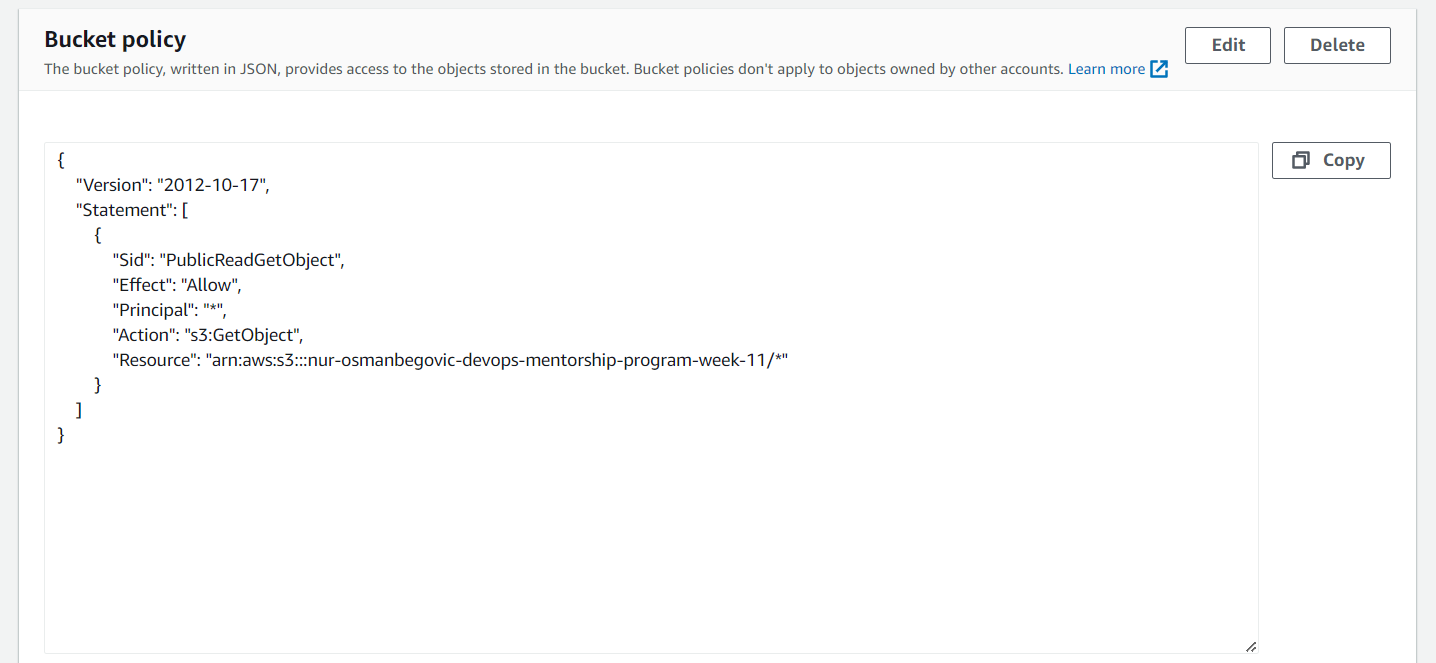 Bucket policy
Edit
Delete
The bucket policy, written in JSON, provides access to the objects stored in the bucket. Bucket policies don't apply to objects owned by other accounts. Learn more
Copy
{
"Version": "2012-10-17",
"Statement": [
{
"Sid": "PublicReadGetObject",
"Effect": "Allow",
"Principal": "*",
"Action": "s3:GetObject",
"Resource": "arn:aws:s3:::nur-osmanbegovic-devops-mentorship-program-week-11/*"
}
]
}